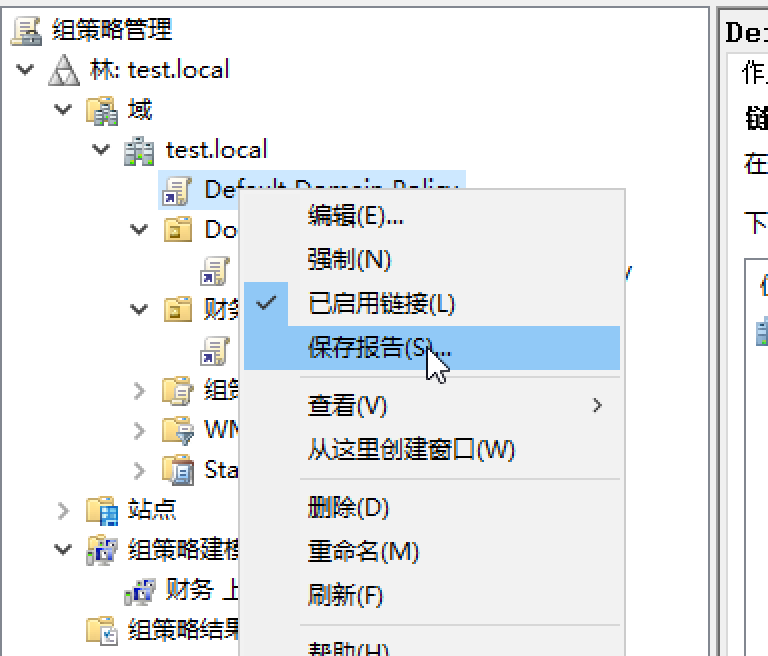 组策略管理
林: test.local
域
test.local
Default Domain Policy
Do
财务
组策
Sta
站点
组策略建模
财务 上
组策略结果
编辑(E)...
强制(N)
已启用链接(L)
保存报告(S)...
查看(V)
从这里创建窗口(W)
删除(D)
重命名(M)
刷新(F)
帮助(H)
De
作
链
在
下